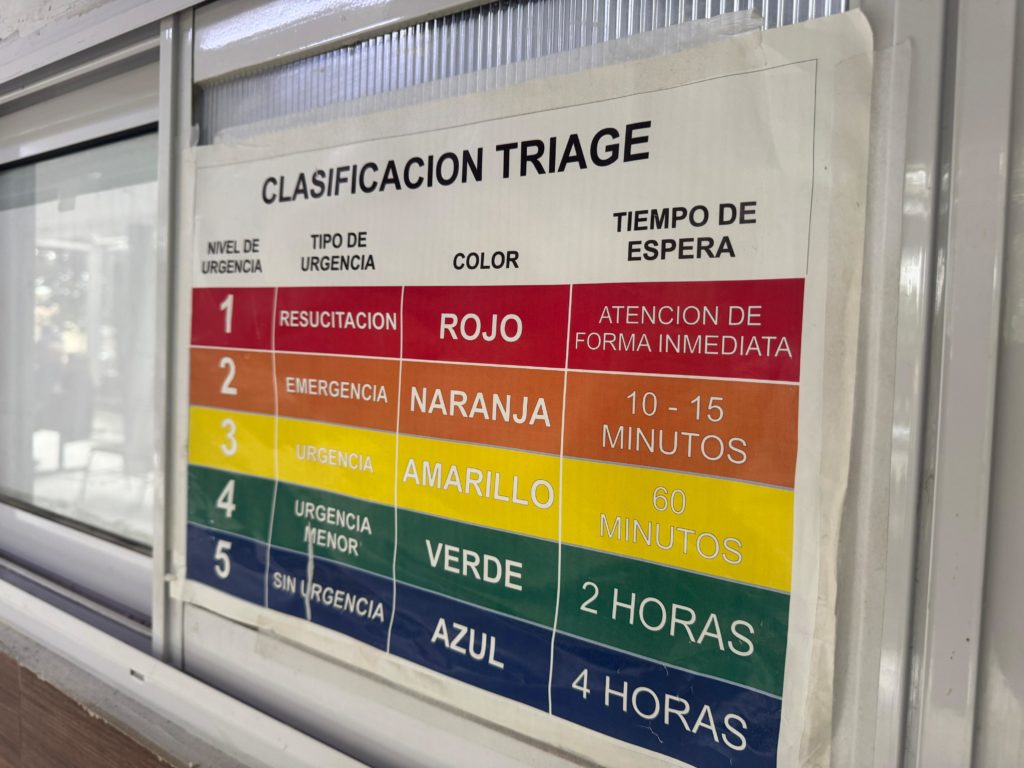 CLASIFICACION TRIAGE
NIVEL DE
URGENCIA
TIPO DE
URGENCIA
COLOR
TIEMPO DE
ESPERA
1
RESUCITACION
ROJO
ATENCION DE
FORMA INMEDIATA
2
EMERGENCIA
NARANJA
10 - 15
MINUTOS
3
URGENCIA
AMARILLO
60
MINUTOS
4
URGENCIA
MENOR
VERDE
2 HORAS
5
SIN URGENCIA
AZUL
4 HORAS